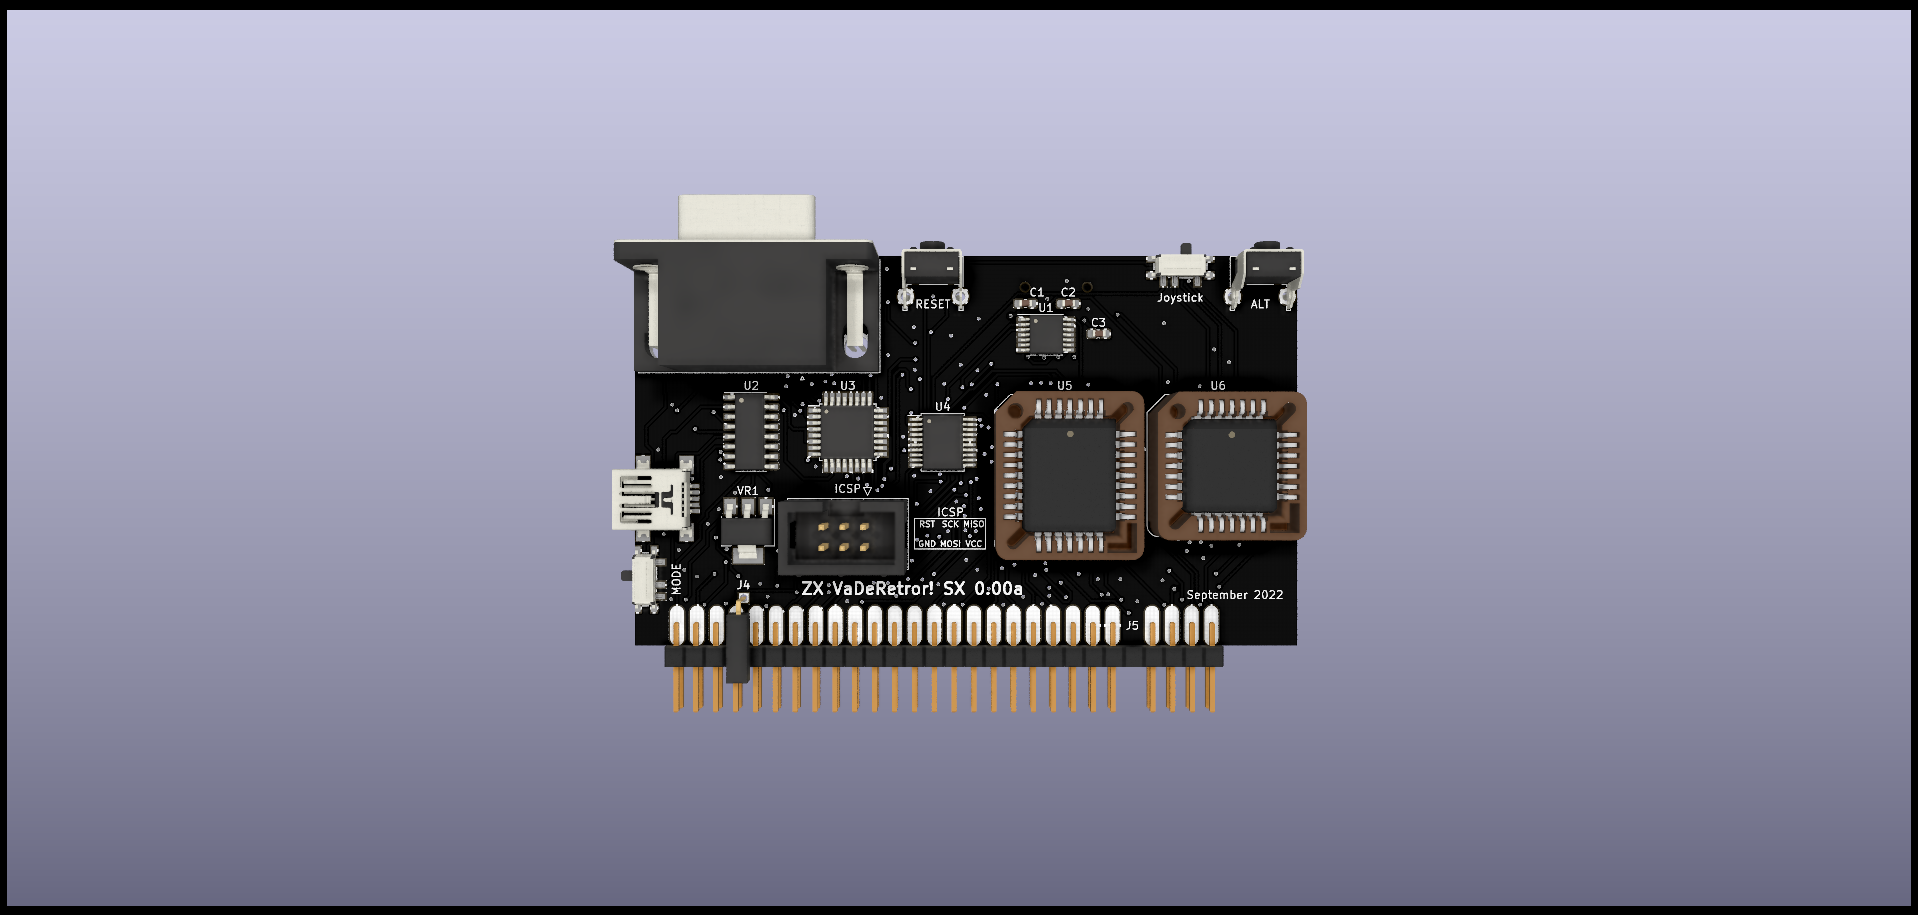 RESET
C1
C2
U1
C3
Joystick
ALT
U2
U3
U4
U5
U6
VR1
ICSP
ICSP
RST SCK MISO
GND MOSI VCC
MODE
J4
ZX VaDeRetror! SX 0.00a
September 2022
J5